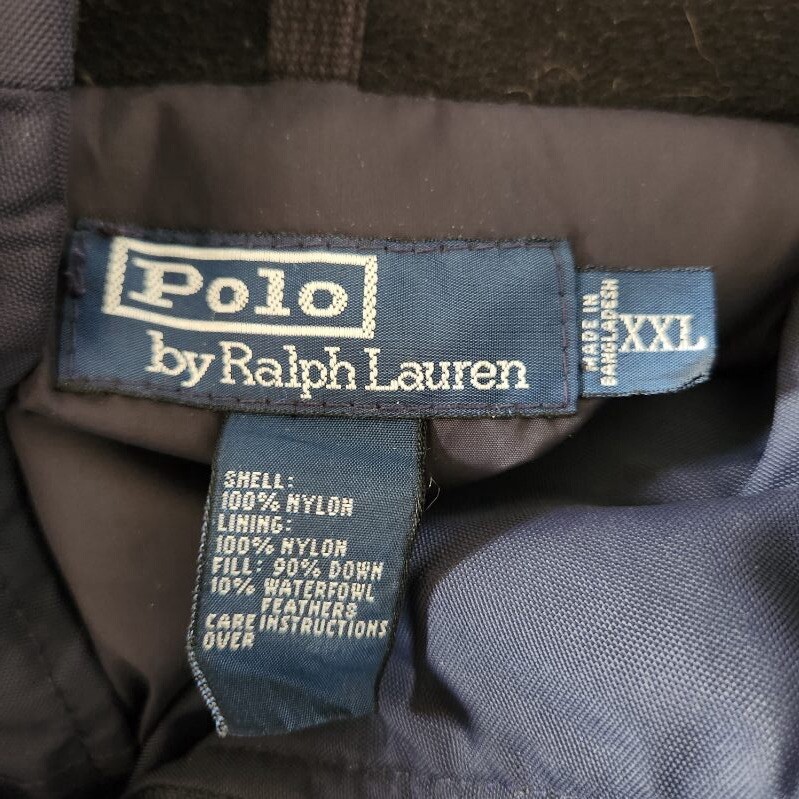 Polo
by Ralph Lauren
MADE IN
BANGLADESH
XXL
SHELL:
100% NYLON
LINING:
100% NYLON
FILL: 90% DOWN
10% WATERFOWL
FEATHERS
CARE INSTRUCTIONS
OVER